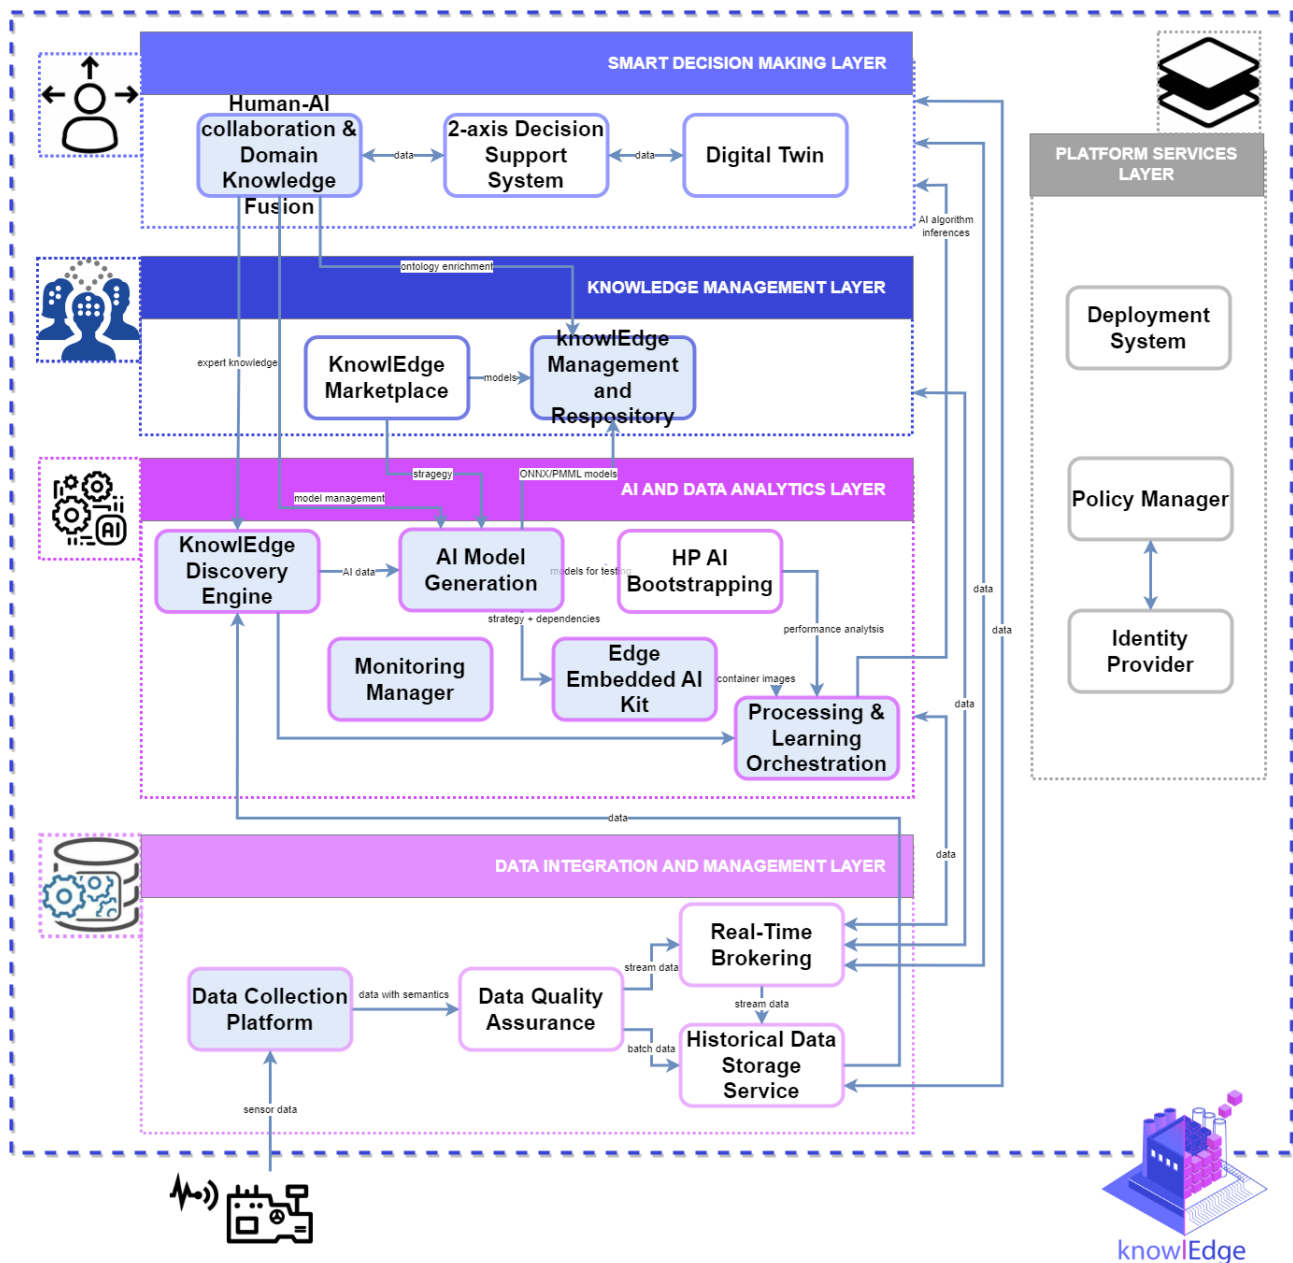 SMART DECISION MAKING LAYER
Human-AI
collaboration &
Domain
Knowledge
Fusion
data
2-axis Decision
Support
System
data
Digital Twin
PLATFORM SERVICES
LAYER
AI algorithm
inferences
ontology enrichment
KNOWLEDGE MANAGEMENT LAYER
Deployment
System
expert knowledge
KnowlEdge
Marketplace
models
knowlEdge
Management
and
Respository
stragegy
ONNX/PMML models
AI AND DATA ANALYTICS LAYER
model management
AI
Policy Manager
KnowlEdge
Discovery
Engine
AI data
AI Model
Generation
models for testing
HP AI
Bootstrapping
data
strategy + dependencies
performance analytsis
data
Identity
Provider
Monitoring
Manager
Edge
Embedded AI
Kit
container images
data
Processing &
Learning
Orchestration
data
data
DATA INTEGRATION AND MANAGEMENT LAYER
Real-Time
Brokering
stream data
Data Collection
Platform
data with semantics
Data Quality
Assurance
stream data
batch data
Historical Data
Storage
Service
sensor data
knowlEdge